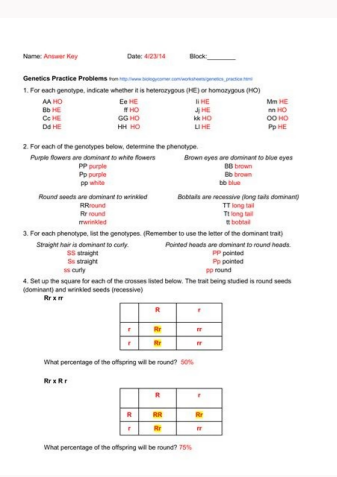 Name: Answer Key Date: 4/23/14 Block:________
Genetics Practice Problems from http://www.biologycorner.com/worksheets/genetics_practice.html
1. For each genotype, indicate whether it is heterozygous (HE) or homozygous (HO)
AA HO Ee HE Ii HE Mm HE
Bb HE ff HO Jj HE nn HO
Cc HE GG HO kk HO OO HO
Dd HE HH HO Ll HE Pp HE
2. For each of the genotypes below, determine the phenotype.
Purple flowers are dominant to white flowers Brown eyes are dominant to blue eyes
PP purple BB brown
Pp purple Bb brown
pp white bb blue
Round seeds are dominant to wrinkled Bobtails are recessive (long tails dominant)
RRround TT long tail
Rr round Tt long tail
rrwrinkled tt bobtail
3. For each phenotype, list the genotypes. (Remember to use the letter of the dominant trait)
Straight hair is dominant to curly. Pointed heads are dominant to round heads.
SS straight PP pointed
Ss straight Pp pointed
ss curly pp round
4. Set up the square for each of the crosses listed below. The trait being studied is round seeds
(dominant) and wrinkled seeds (recessive)
Rr x rr
R r
r Rr rr
r Rr rr
What percentage of the offspring will be round? 50%
Rr x R r
R r
R RR Rr
r Rr rr
What percentage of the offspring will be round? 75%